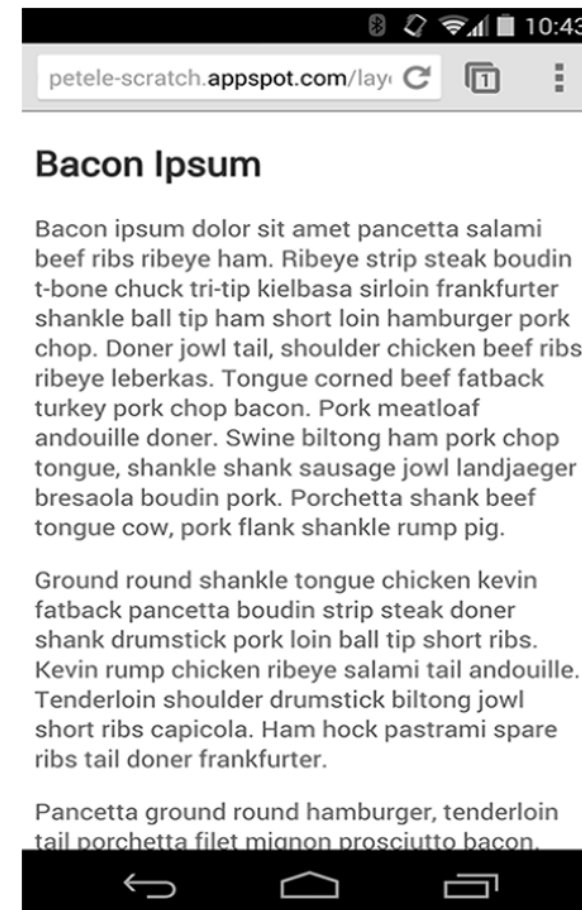 10:43
petele-scratch.appspot.com/lay
1
Bacon Ipsum
Bacon ipsum dolor sit amet pancetta salami
beef ribs ribeye ham. Ribeye strip steak boudin
t-bone chuck tri-tip kielbasa sirloin frankfurter
shankle ball tip ham short loin hamburger pork
chop. Doner jowl tail, shoulder chicken beef ribs
ribeye leberkas. Tongue corned beef fatback
turkey pork chop bacon. Pork meatloaf
andouille doner. Swine biltong ham pork chop
tongue, shankle shank sausage jowl landjaeger
bresaola boudin pork. Porchetta shank beef
tongue cow, pork flank shankle rump pig.
Ground round shankle tongue chicken kevin
fatback pancetta boudin strip steak doner
shank drumstick pork loin ball tip short ribs.
Kevin rump chicken ribeye salami tail andouille.
Tenderloin shoulder drumstick biltong jowl
short ribs capicola. Ham hock pastrami spare
ribs tail doner frankfurter.
Pancetta ground round hamburger, tenderloin
tail porchetta filet mignon prosciutto bacon.